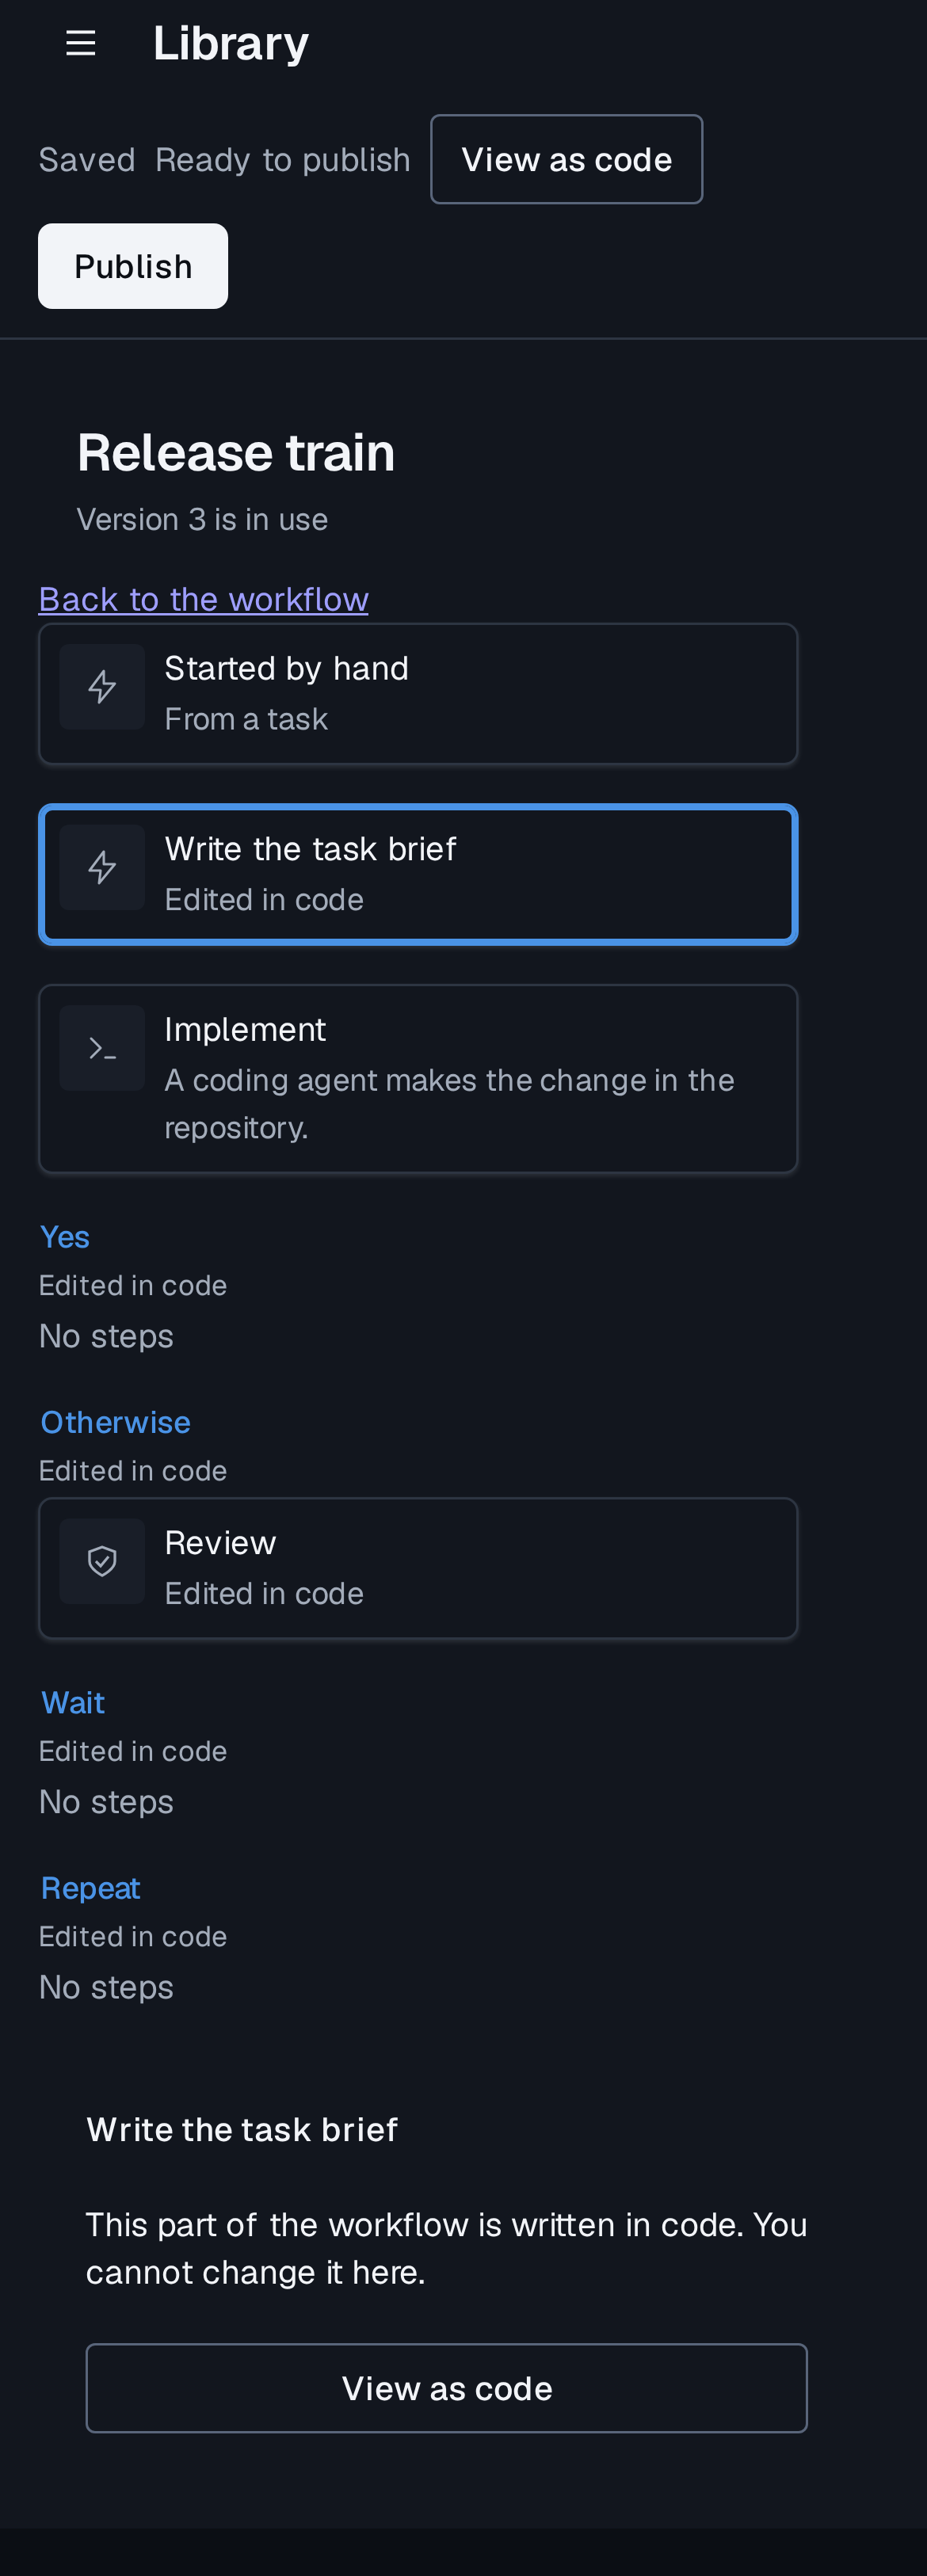 Library
Saved Ready to publish View as code
Publish
Release train
Version 3 is in use
Back to the workflow
Started by hand
From a task
Write the task brief
Edited in code
Implement
A coding agent makes the change in the
repository.
Yes
Edited in code
No steps
Otherwise
Edited in code
Review
Edited in code
Wait
Edited in code
No steps
Repeat
Edited in code
No steps
Write the task brief
This part of the workflow is written in code. You
cannot change it here.
View as code